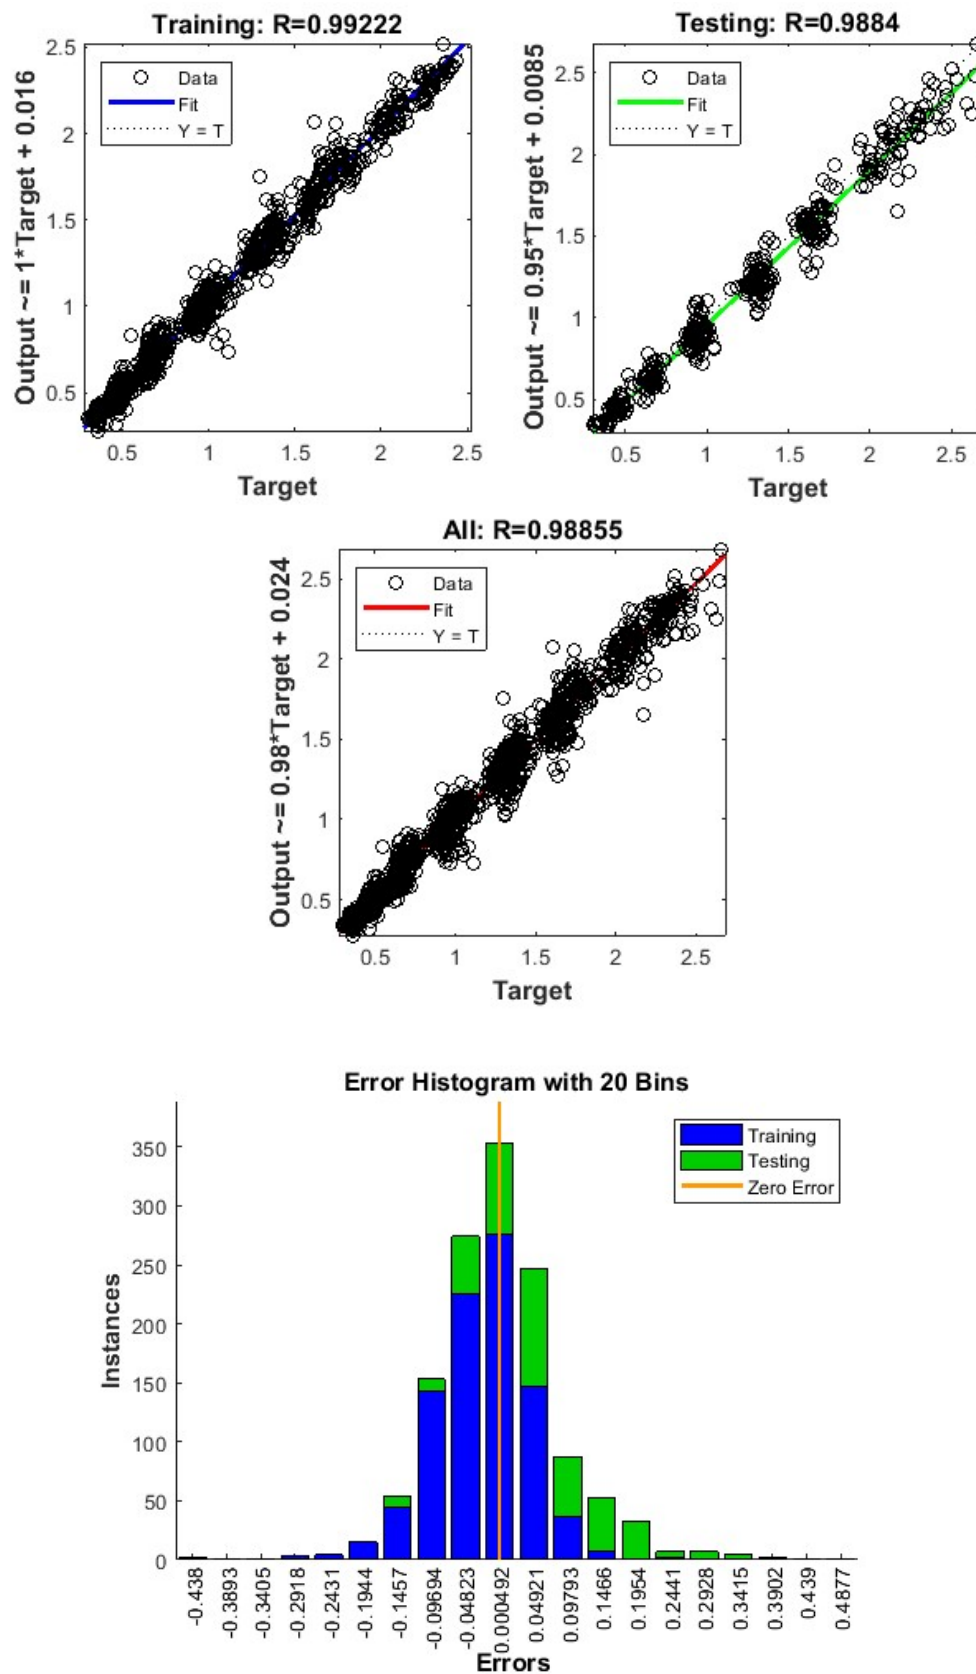 Training: R=0.99222
Output ~= 1*Target + 0.016
2.5
2
1.5
1
0.5
Data
Fit
Y = T
0.5 1 1.5 2 2.5
Target
Testing: R=0.9884
Output ~= 0.95*Target + 0.0085
2.5
2
1.5
1
0.5
Data
Fit
Y = T
0.5 1 1.5 2 2.5
Target
All: R=0.98855
Output ~= 0.98*Target + 0.024
2.5
2
1.5
1
0.5
Data
Fit
Y = T
0.5 1 1.5 2 2.5
Target
Error Histogram with 20 Bins
Instances
350
300
250
200
150
100
50
0
Training
Testing
Zero Error
-0.438
-0.3893
-0.3405
-0.2918
-0.2431
-0.1944
-0.1457
-0.09694
-0.04823
0.000492
0.04921
0.09793
0.1466
0.1954
0.2441
0.2928
0.3415
0.3902
0.439
0.4877
Errors